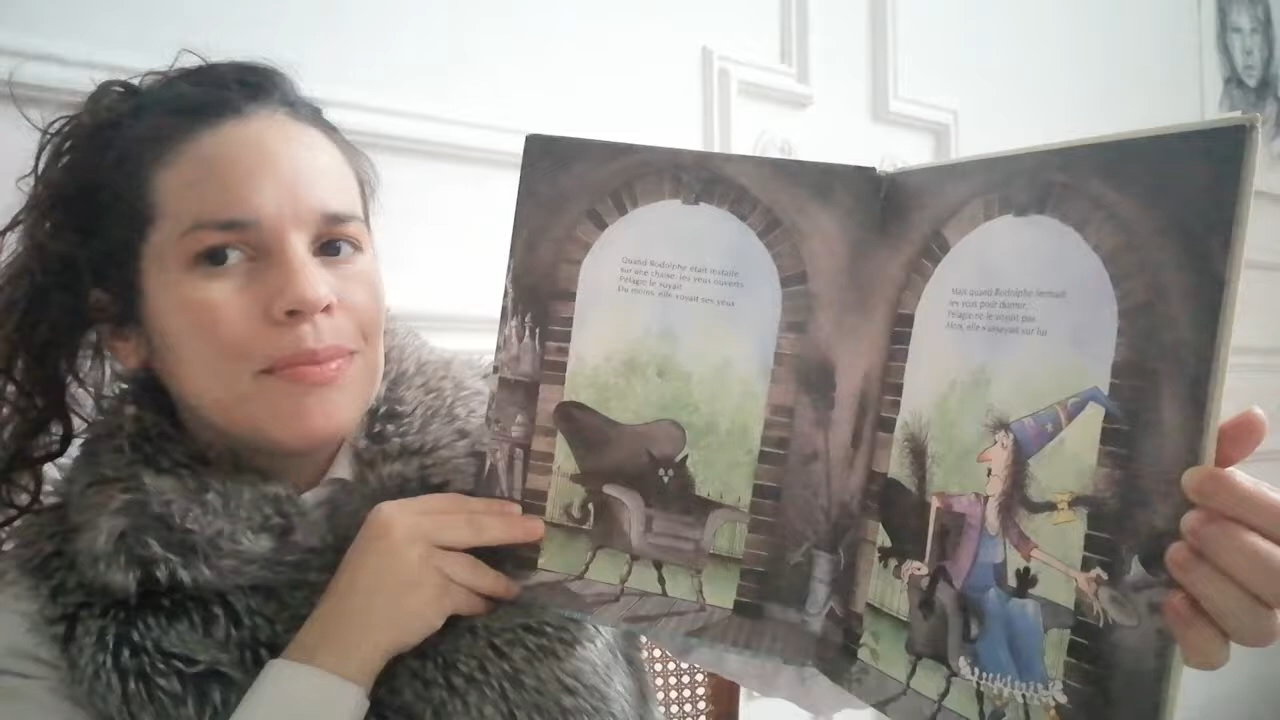 Quand Rodolphe était installé
sur une chaise, les yeux ouverts,
Pélagie le voyait.
Du moins, elle voyait ses yeux.
Mais quand Rodolphe fermait
les yeux pour dormir,
Pélagie ne le voyait pas.
Alors, elle s'asseyait sur lui.